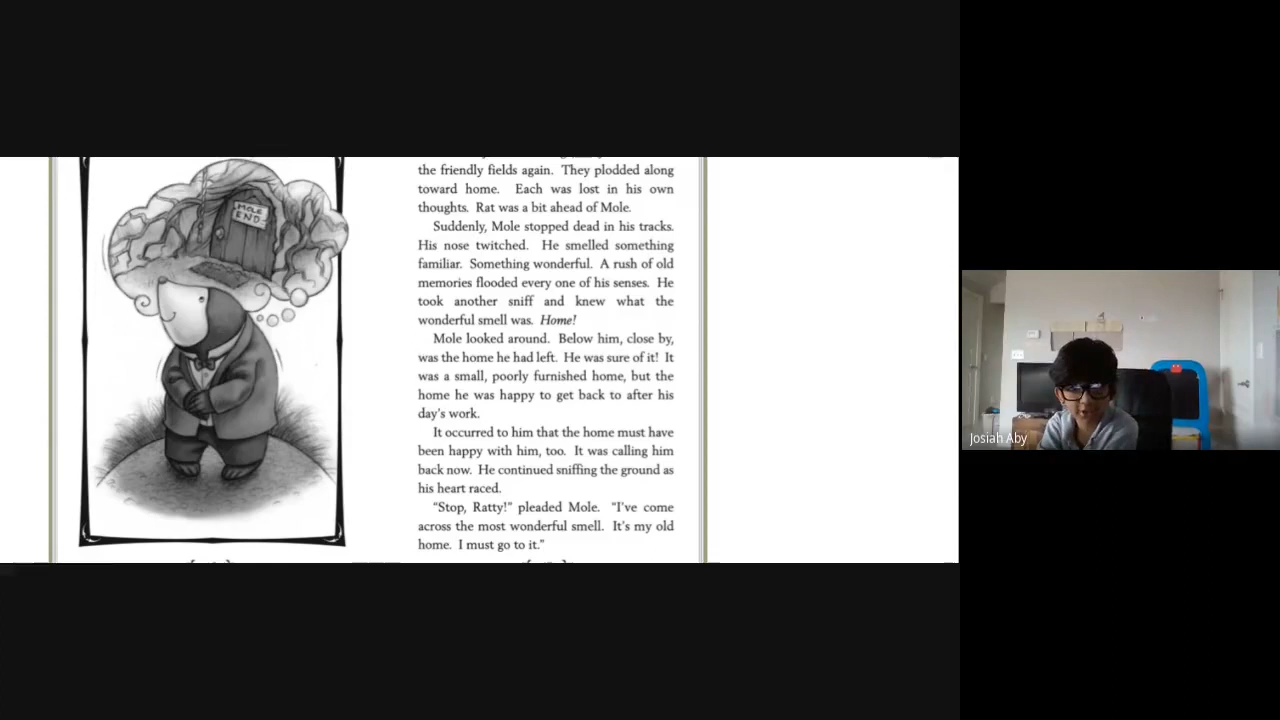 MOLE
END
the friendly fields again. They plodded along
toward home. Each was lost in his own
thoughts. Rat was a bit ahead of Mole.
Suddenly, Mole stopped dead in his tracks.
His nose twitched. He smelled something
familiar. Something wonderful. A rush of old
memories flooded every one of his senses. He
took another sniff and knew what the
wonderful smell was. Home!
Mole looked around. Below him, close by,
was the home he had left. He was sure of it! It
was a small, poorly furnished home, but the
home he was happy to get back to after his
day's work.
It occurred to him that the home must have
been happy with him, too. It was calling him
back now. He continued sniffing the ground as
his heart raced.
"Stop, Ratty!" pleaded Mole. "I've come
across the most wonderful smell. It's my old
home. I must go to it."
Josiah Aby